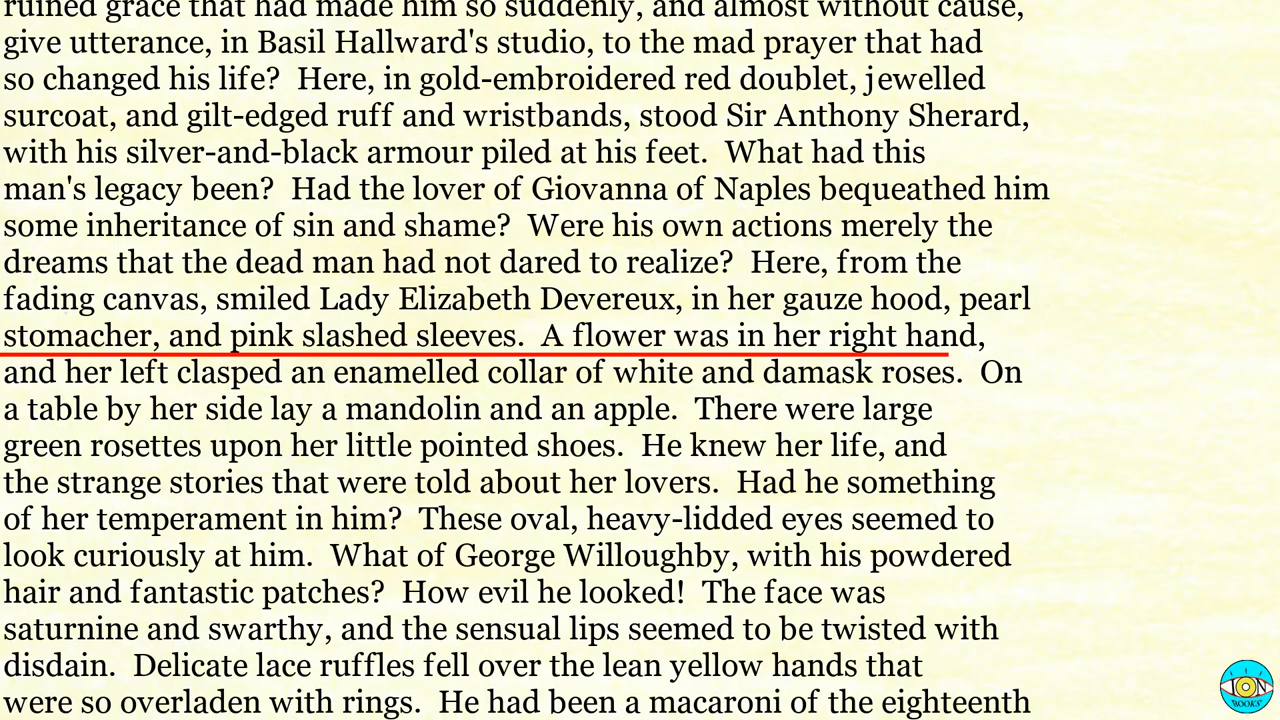 ruined grace that had made him so suddenly, and almost without cause,
give utterance, in Basil Hallward's studio, to the mad prayer that had
so changed his life?  Here, in gold-embroidered red doublet, jewelled
surcoat, and gilt-edged ruff and wristbands, stood Sir Anthony Sherard,
with his silver-and-black armour piled at his feet.  What had this
man's legacy been?  Had the lover of Giovanna of Naples bequeathed him
some inheritance of sin and shame?  Were his own actions merely the
dreams that the dead man had not dared to realize?  Here, from the
fading canvas, smiled Lady Elizabeth Devereux, in her gauze hood, pearl
stomacher, and pink slashed sleeves.  A flower was in her right hand,
and her left clasped an enamelled collar of white and damask roses.  On
a table by her side lay a mandolin and an apple.  There were large
green rosettes upon her little pointed shoes.  He knew her life, and
the strange stories that were told about her lovers.  Had he something
of her temperament in him?  These oval, heavy-lidded eyes seemed to
look curiously at him.  What of George Willoughby, with his powdered
hair and fantastic patches?  How evil he looked!  The face was
saturnine and swarthy, and the sensual lips seemed to be twisted with
disdain.  Delicate lace ruffles fell over the lean yellow hands that
were so overladen with rings.  He had been a macaroni of the eighteenth
ION
BOOKS